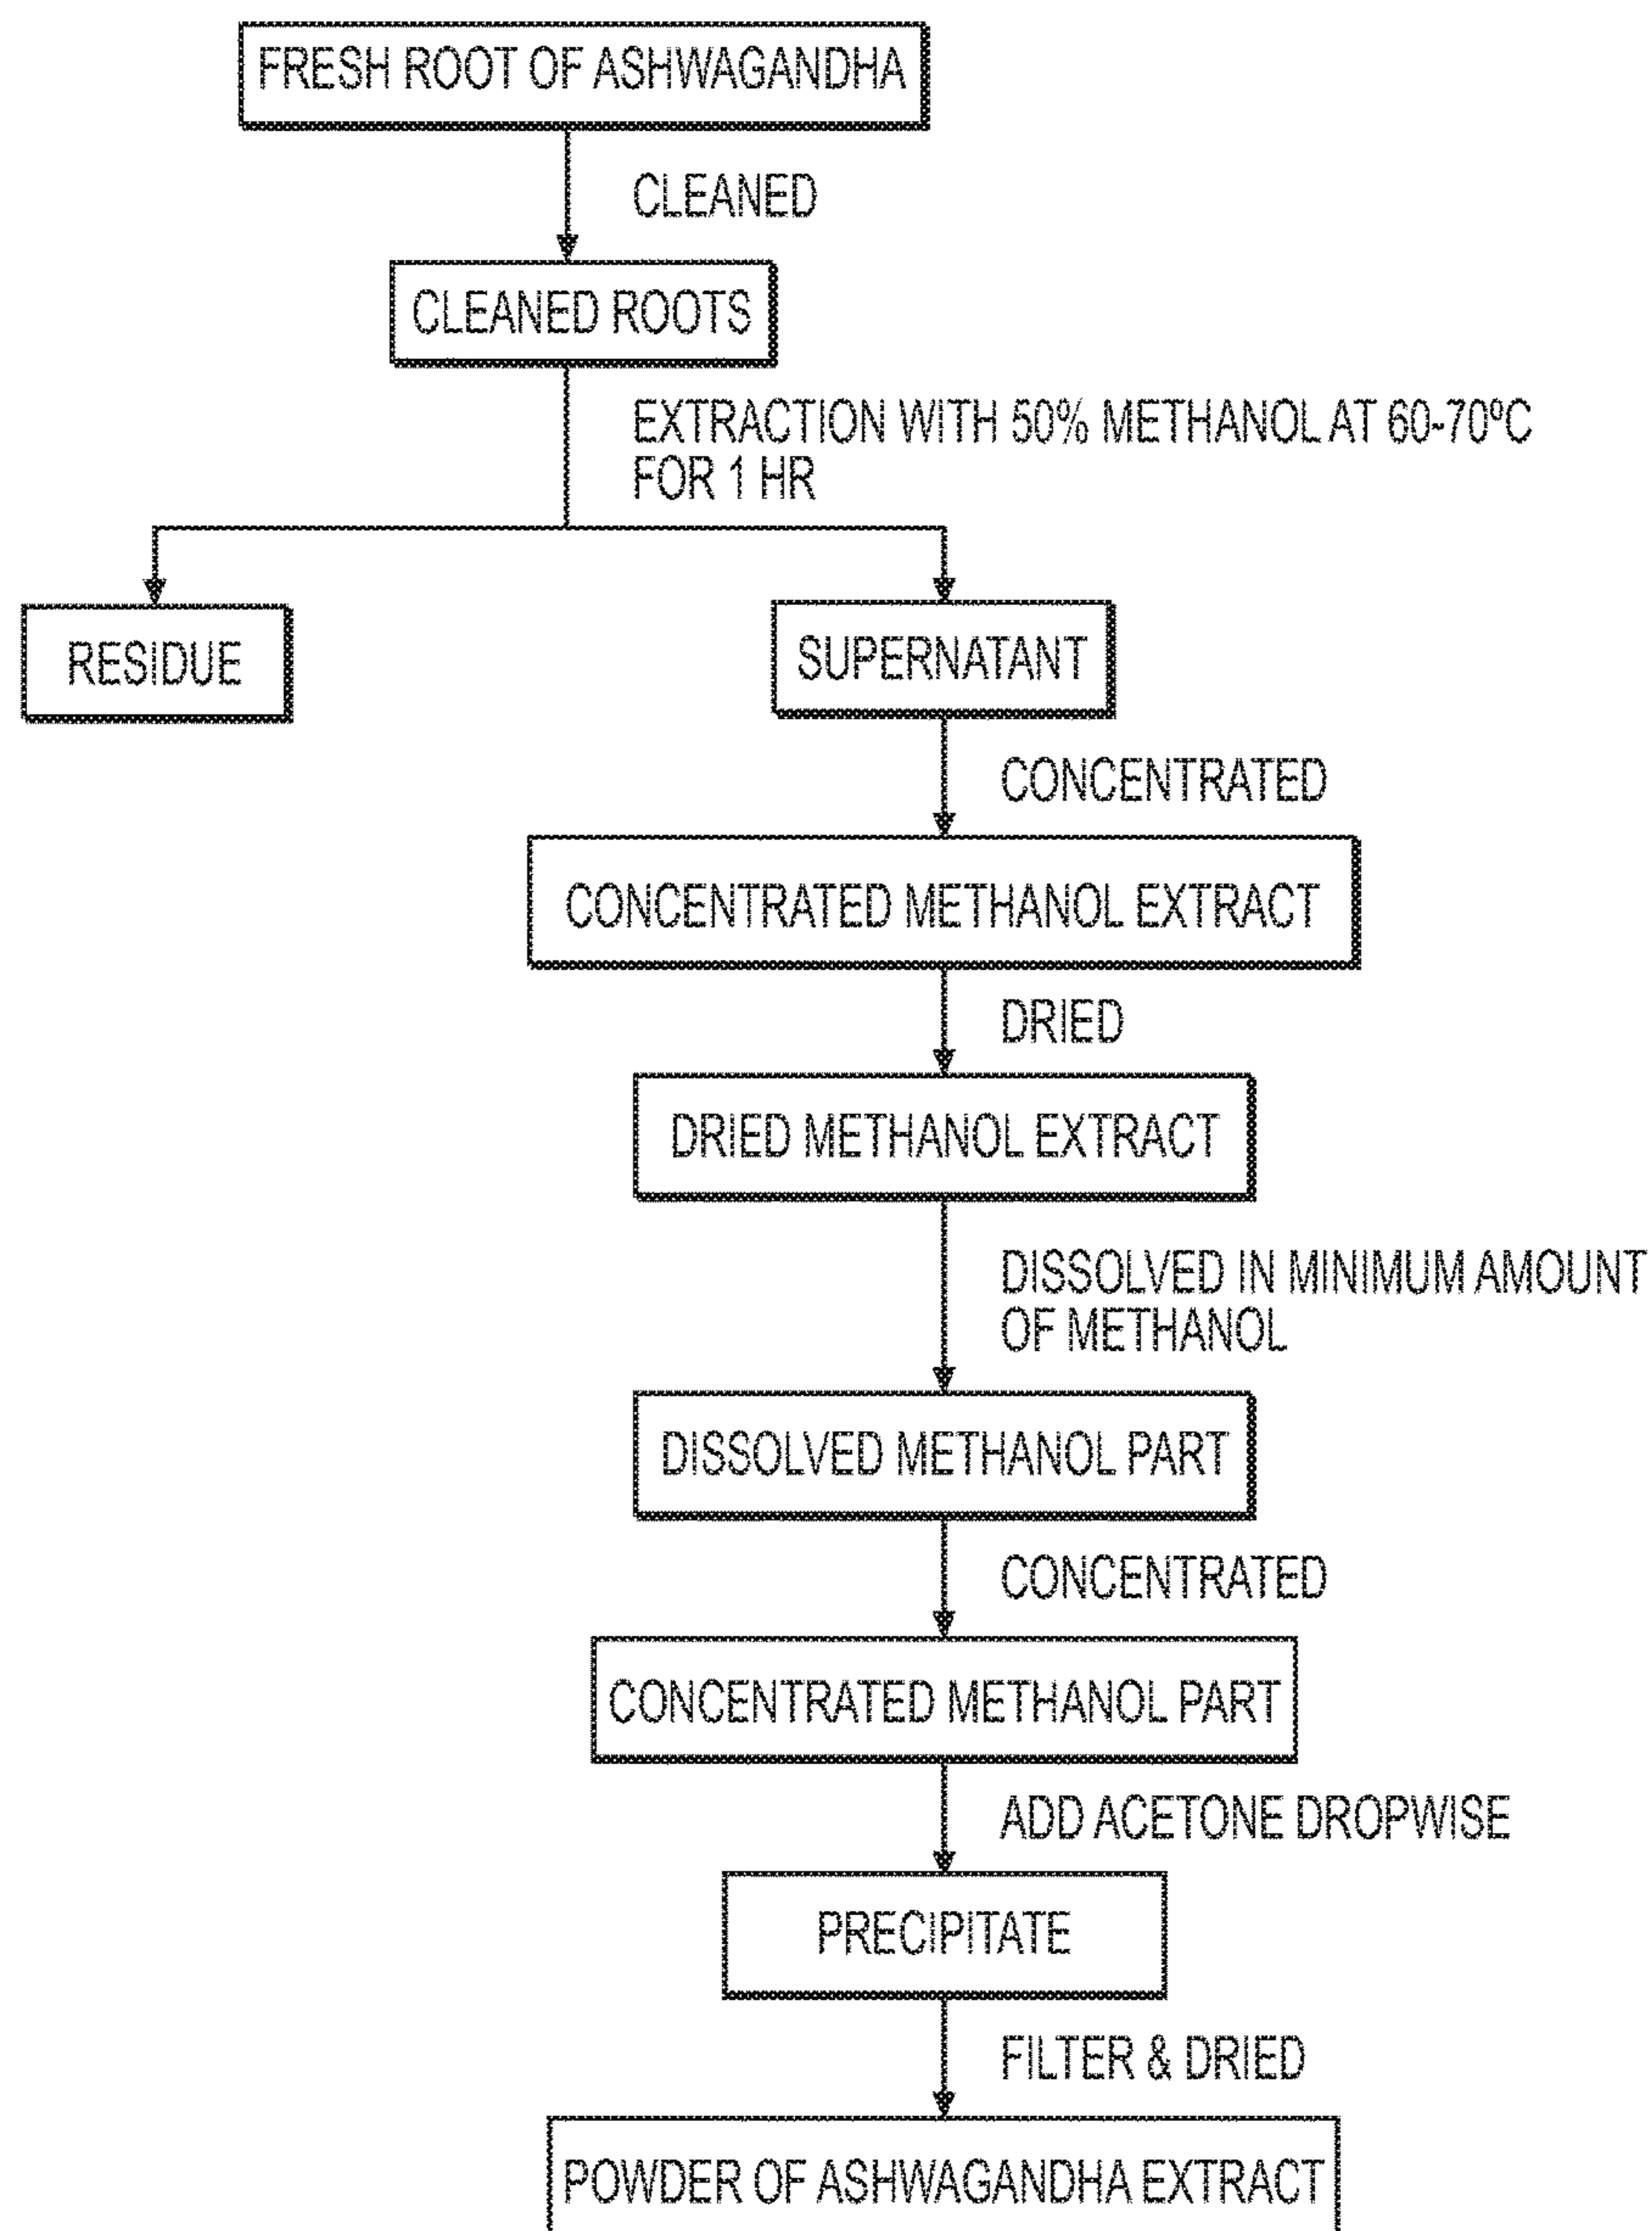 FRESH ROOT OF ASHWAGANDHA
CLEANED
CLEANED ROOTS
EXTRACTION WITH 50% METHANOL AT 60-70ºC
FOR 1 HR
RESIDUE
SUPERNATANT
CONCENTRATED
CONCENTRATED METHANOL EXTRACT
DRIED
DRIED METHANOL EXTRACT
DISSOLVED IN MINIMUM AMOUNT
OF METHANOL
DISSOLVED METHANOL PART
CONCENTRATED
CONCENTRATED METHANOL PART
ADD ACETONE DROPWISE
PRECIPITATE
FILTER & DRIED
POWDER OF ASHWAGANDHA EXTRACT